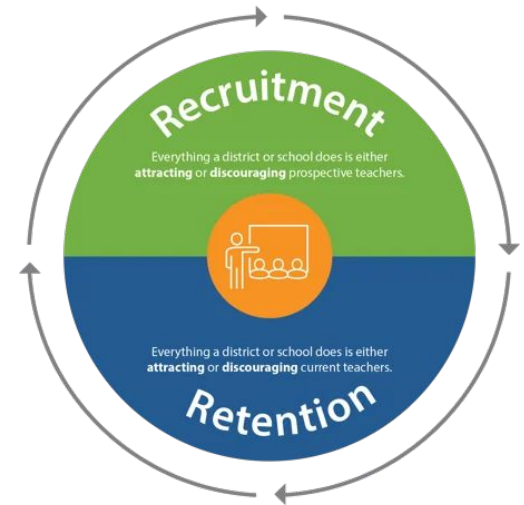 Recruitment
Everything a district or school does is either
attracting or discouraging prospective teachers.
Everything a district or school does is either
attracting or discouraging current teachers.
Retention